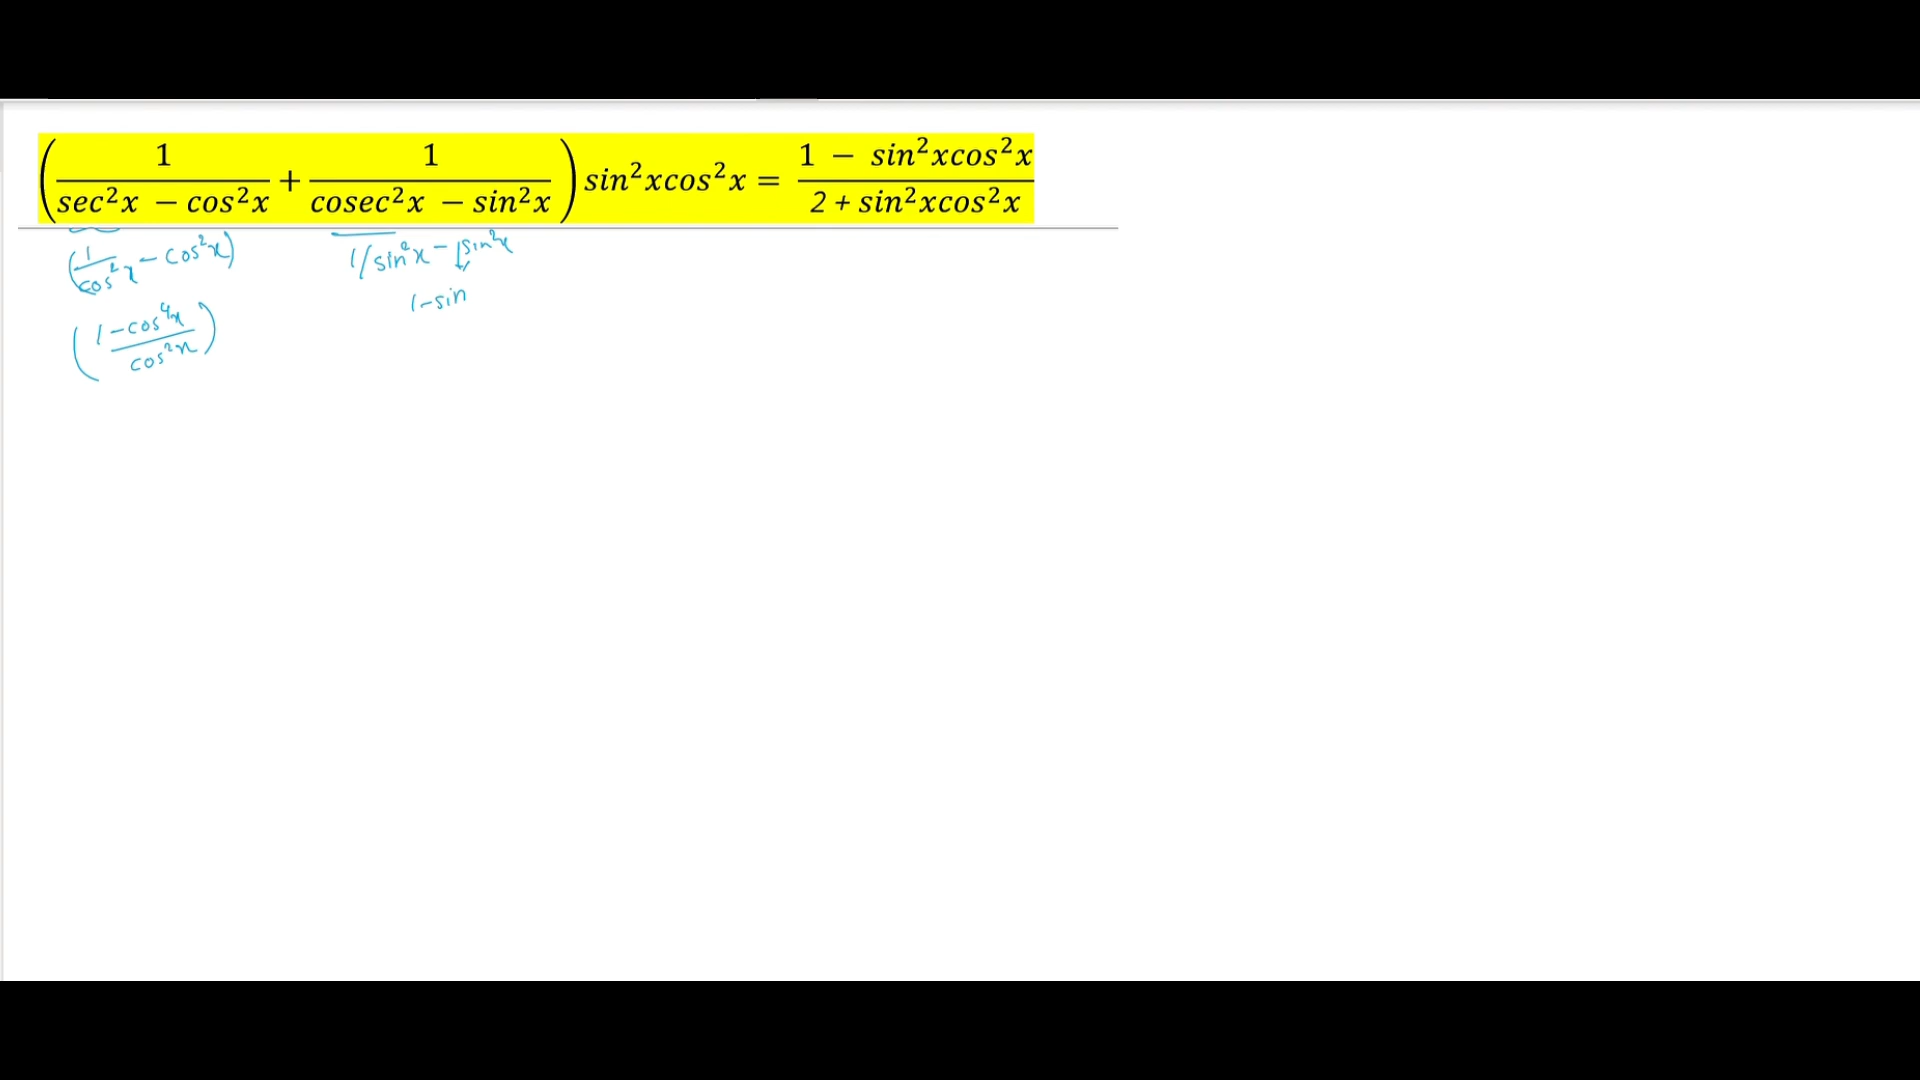 (1/(sec²x − cos²x) + 1/(cosec²x − sin²x)) sin²xcos²x = (1 − sin²xcos²x)/(2 + sin²xcos²x)
(1/cos²x − cos²x) 1/sin²x − sin²x
1−sin
(1−cos⁴x/cos²x)